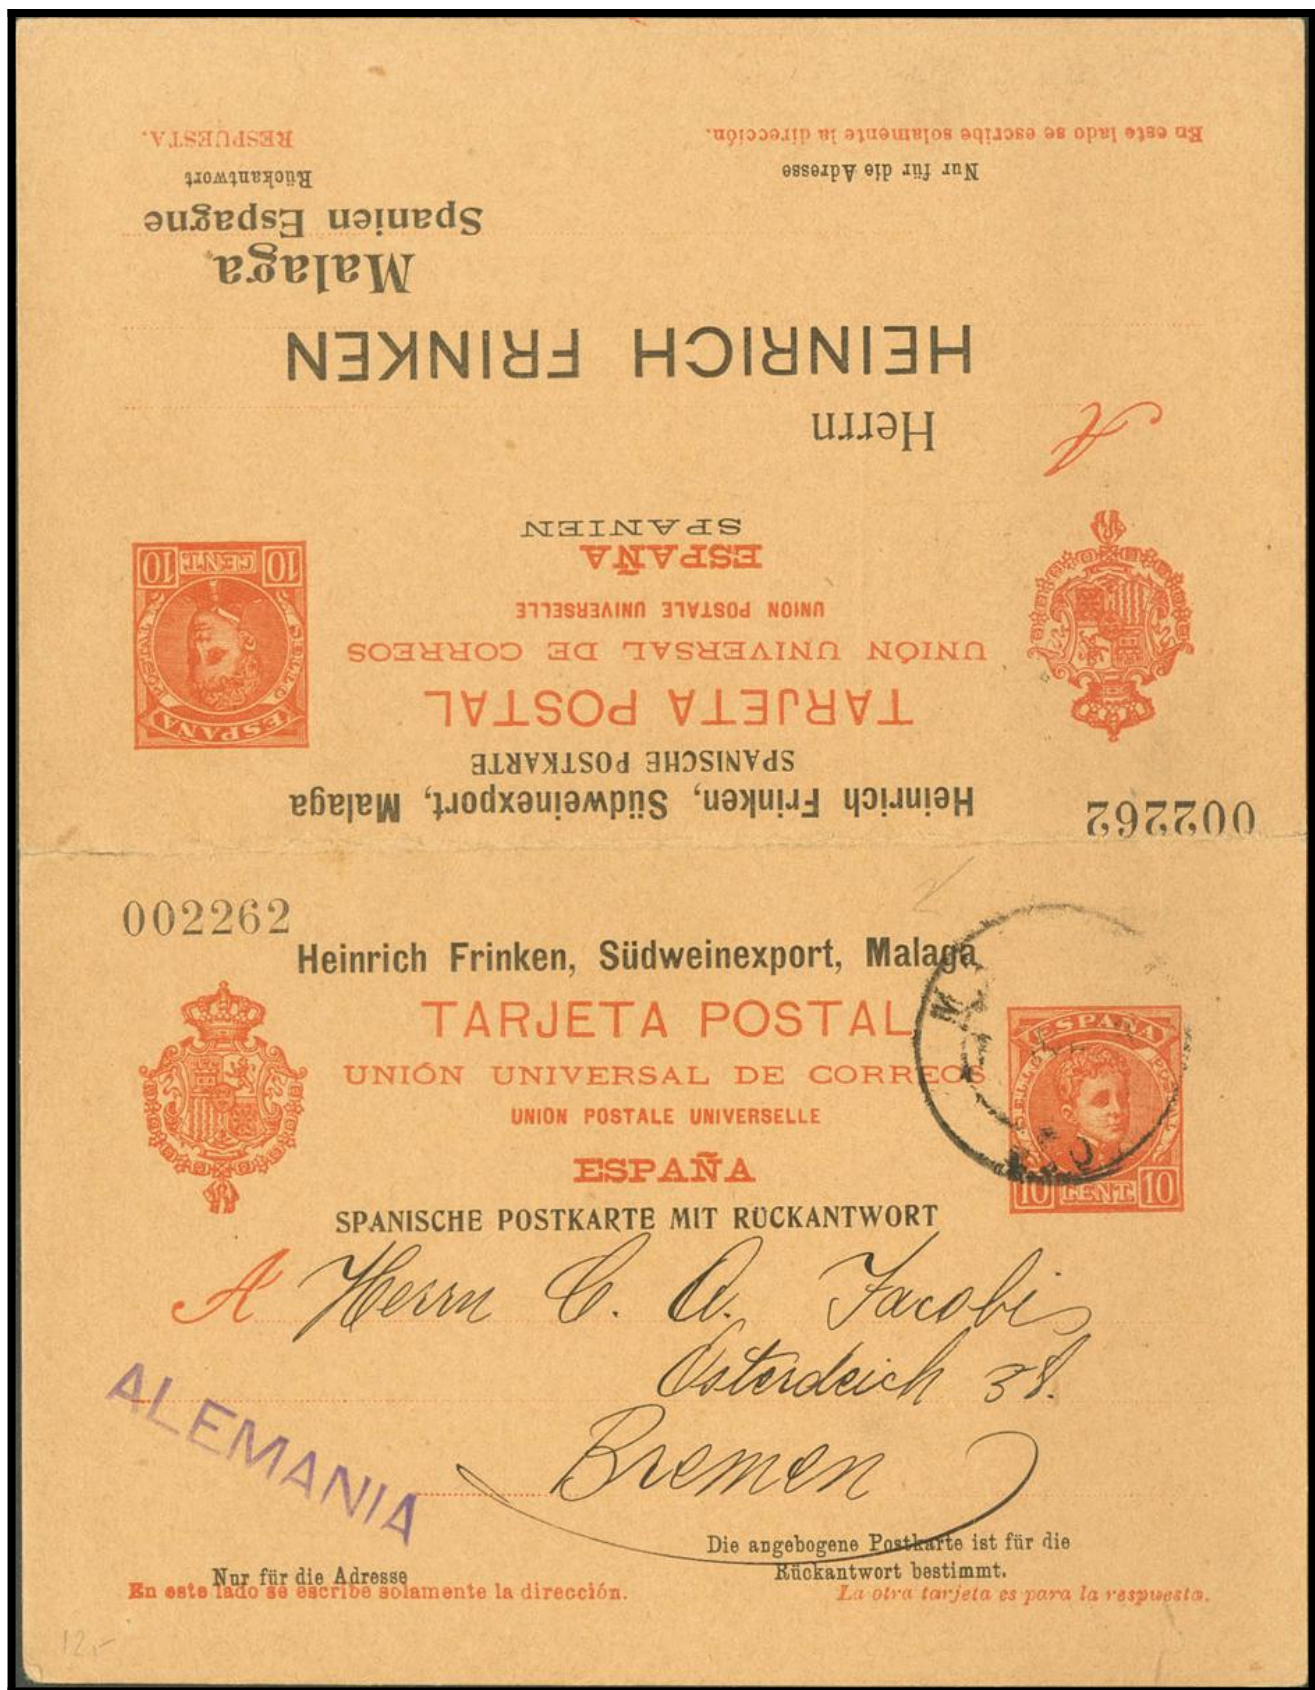 En este lado se escribe solamente la dirección.
RESPUESTA.
Nur für die Adresse
Rückantwort
Spanien Espagne
Malaga
HEINRICH FRINKEN
Herrn
A
SPANIEN
ESPAÑA
UNION POSTALE UNIVERSELLE
UNIÓN UNIVERSAL DE CORREOS
TARJETA POSTAL
SPANISCHE POSTKARTE
Heinrich Frinken, Südweinexport, Malaga
002262
10 CENT. 10
SELLO POSTAL
ESPAÑA
002262
Heinrich Frinken, Südweinexport, Malaga
TARJETA POSTAL
UNIÓN UNIVERSAL DE CORREOS
UNION POSTALE UNIVERSELLE
ESPAÑA
SPANISCHE POSTKARTE MIT RÜCKANTWORT
ESPAÑA
10 CENT. 10
A Herrn C. A. Jacobi
Osterdeich 38.
Bremen
ALEMANIA
Die angebogene Postkarte ist für die
Rückantwort bestimmt.
Nur für die Adresse
En este lado se escribe solamente la dirección.
La otra tarjeta es para la respuesta.
12,-